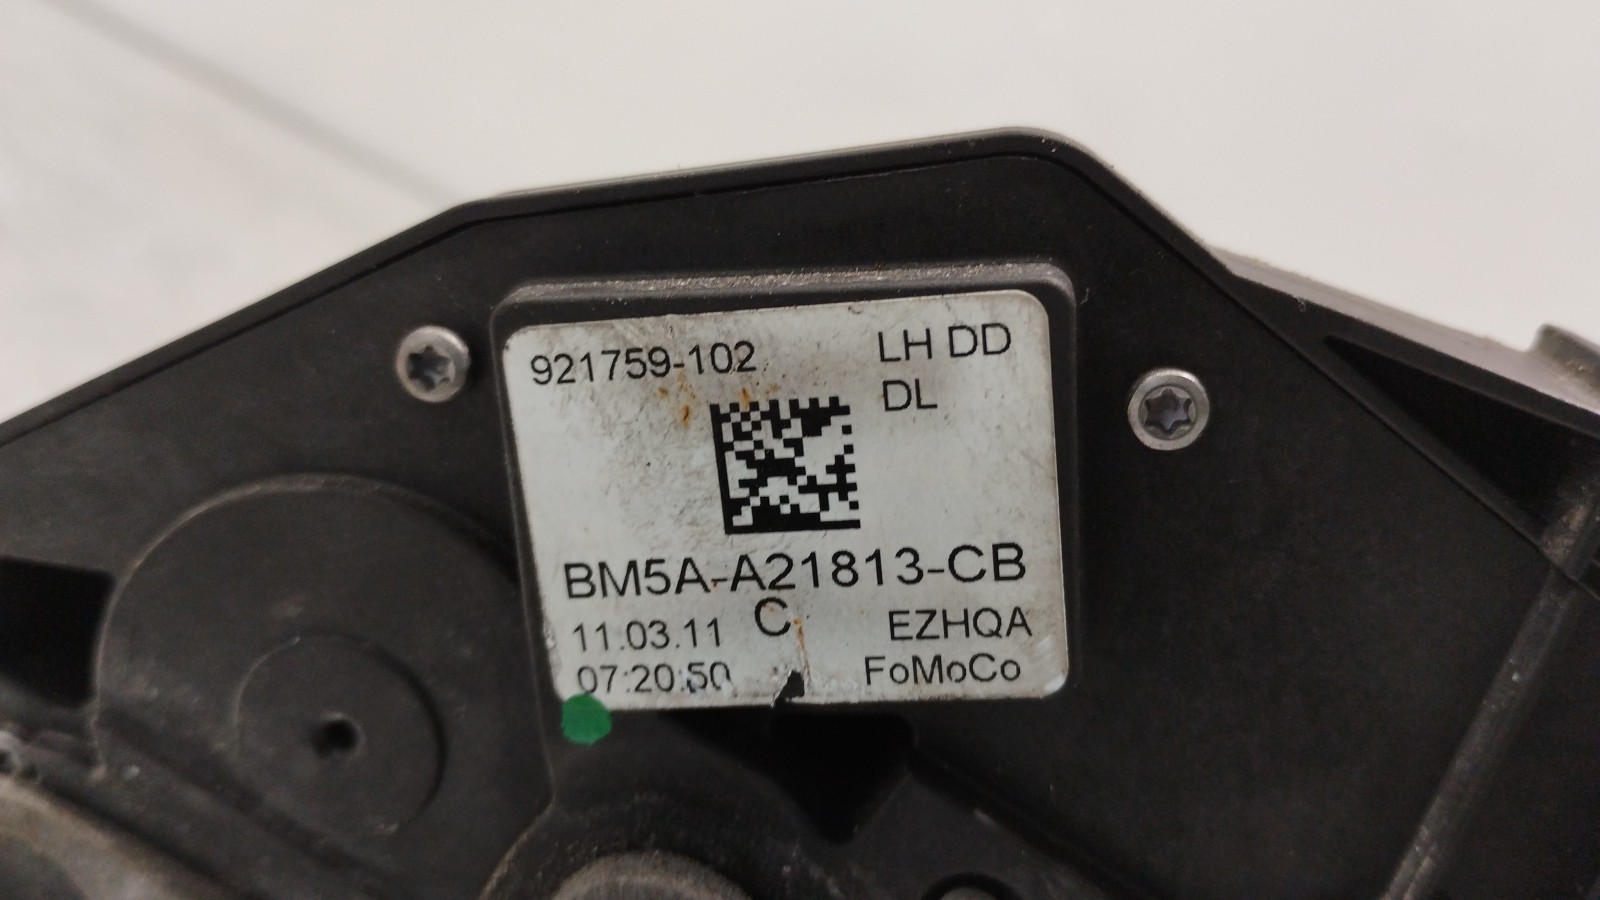 921759-102 LH DD
DL
BM5A-A21813-CB
11.03.11 C EZHQA
07:20:50 FoMoCo